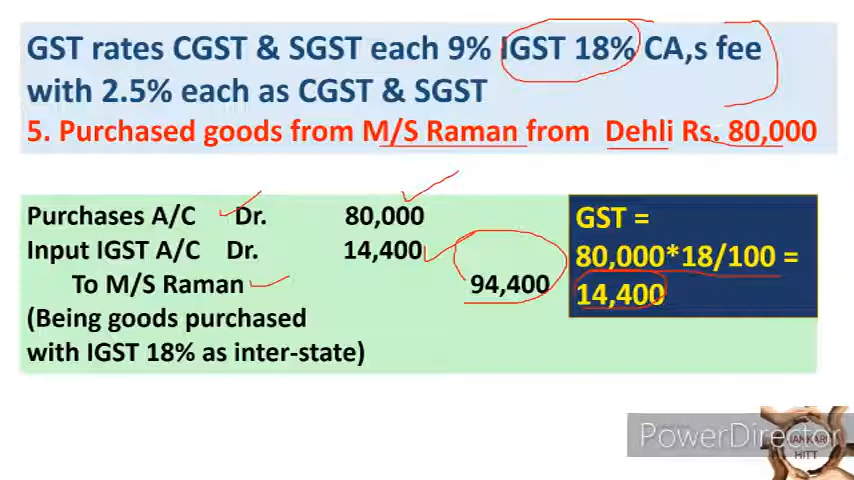 GST rates CGST & SGST each 9% IGST 18% CA,s fee
with 2.5% each as CGST & SGST
5. Purchased goods from M/S Raman from Dehli Rs. 80,000
Purchases A/C Dr. 80,000
Input IGST A/C Dr. 14,400
To M/S Raman 94,400
(Being goods purchased
with IGST 18% as inter-state)
GST =
80,000*18/100 =
14,400
PowerDirector
JANKARI
HITT